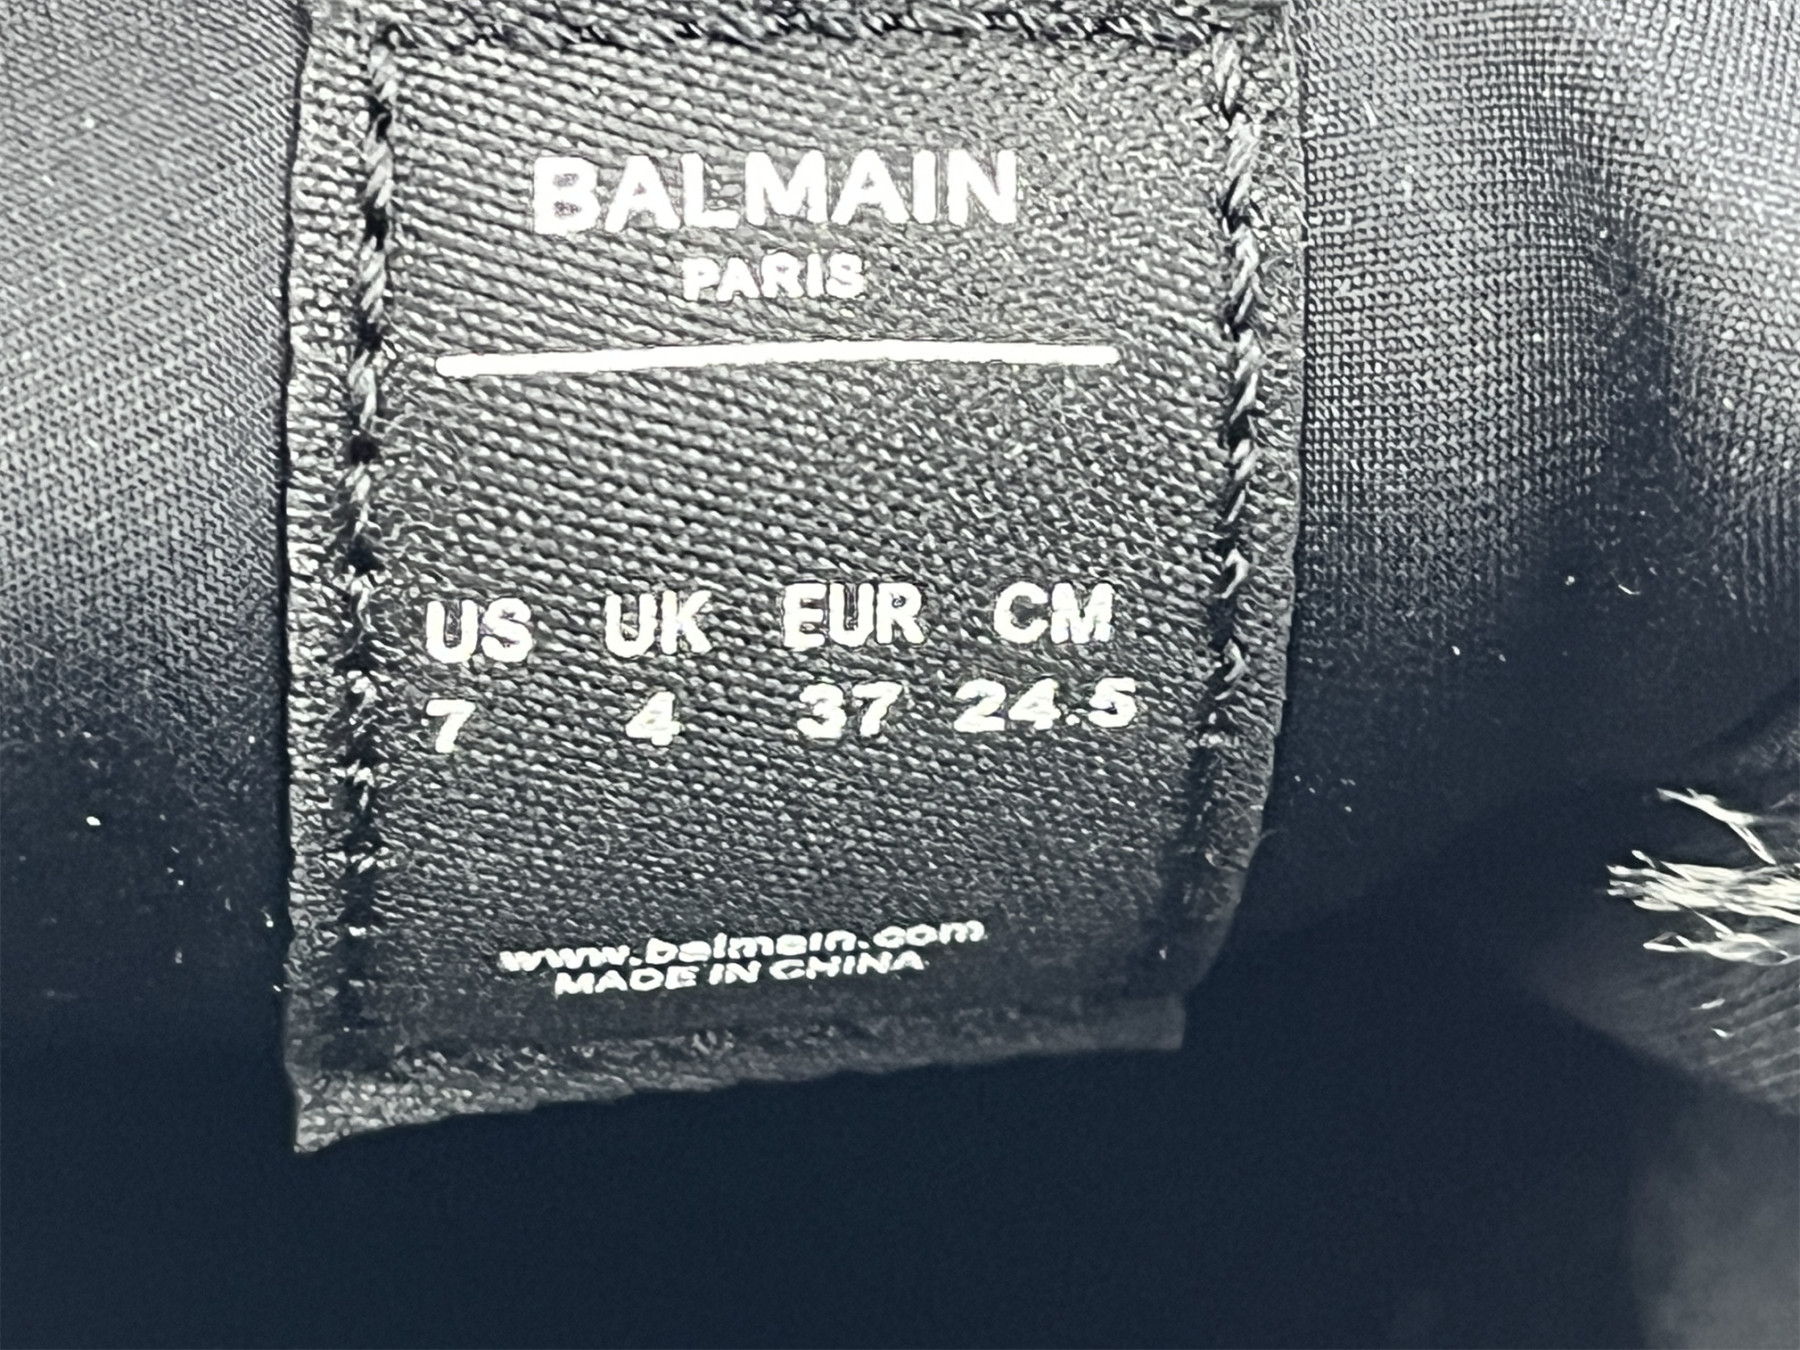 BALMAIN
PARIS
US UK EUR CM
7 4 37 24.5
www.balmain.com
MADE IN CHINA